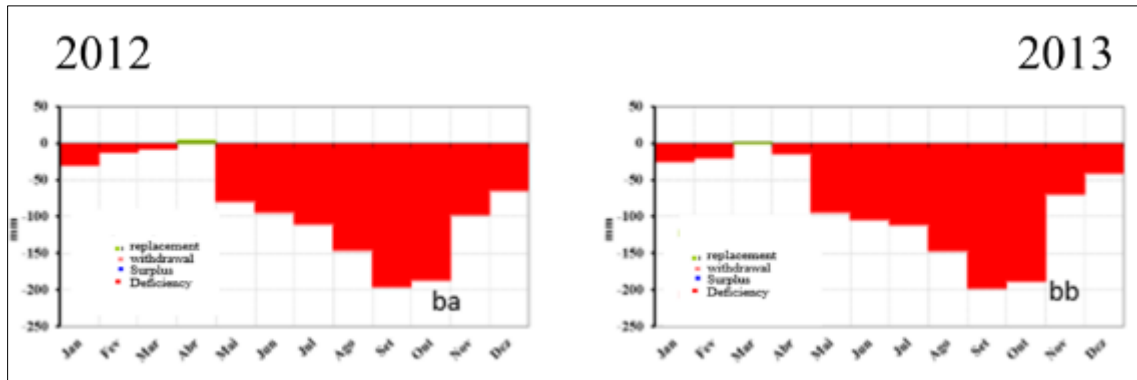 2012
2013
50
0
-50
-100
-150
-200
-250
mm
replacement
withdrawal
Surplus
Deficiency
ba
Jan
Fev
Mar
Abr
Mai
Jun
Jul
Ago
Set
Out
Nov
Dez
50
0
-50
-100
-150
-200
-250
mm
replacement
withdrawal
Surplus
Deficiency
bb
Jan
Fev
Mar
Abr
Mai
Jun
Jul
Ago
Set
Out
Nov
Dez